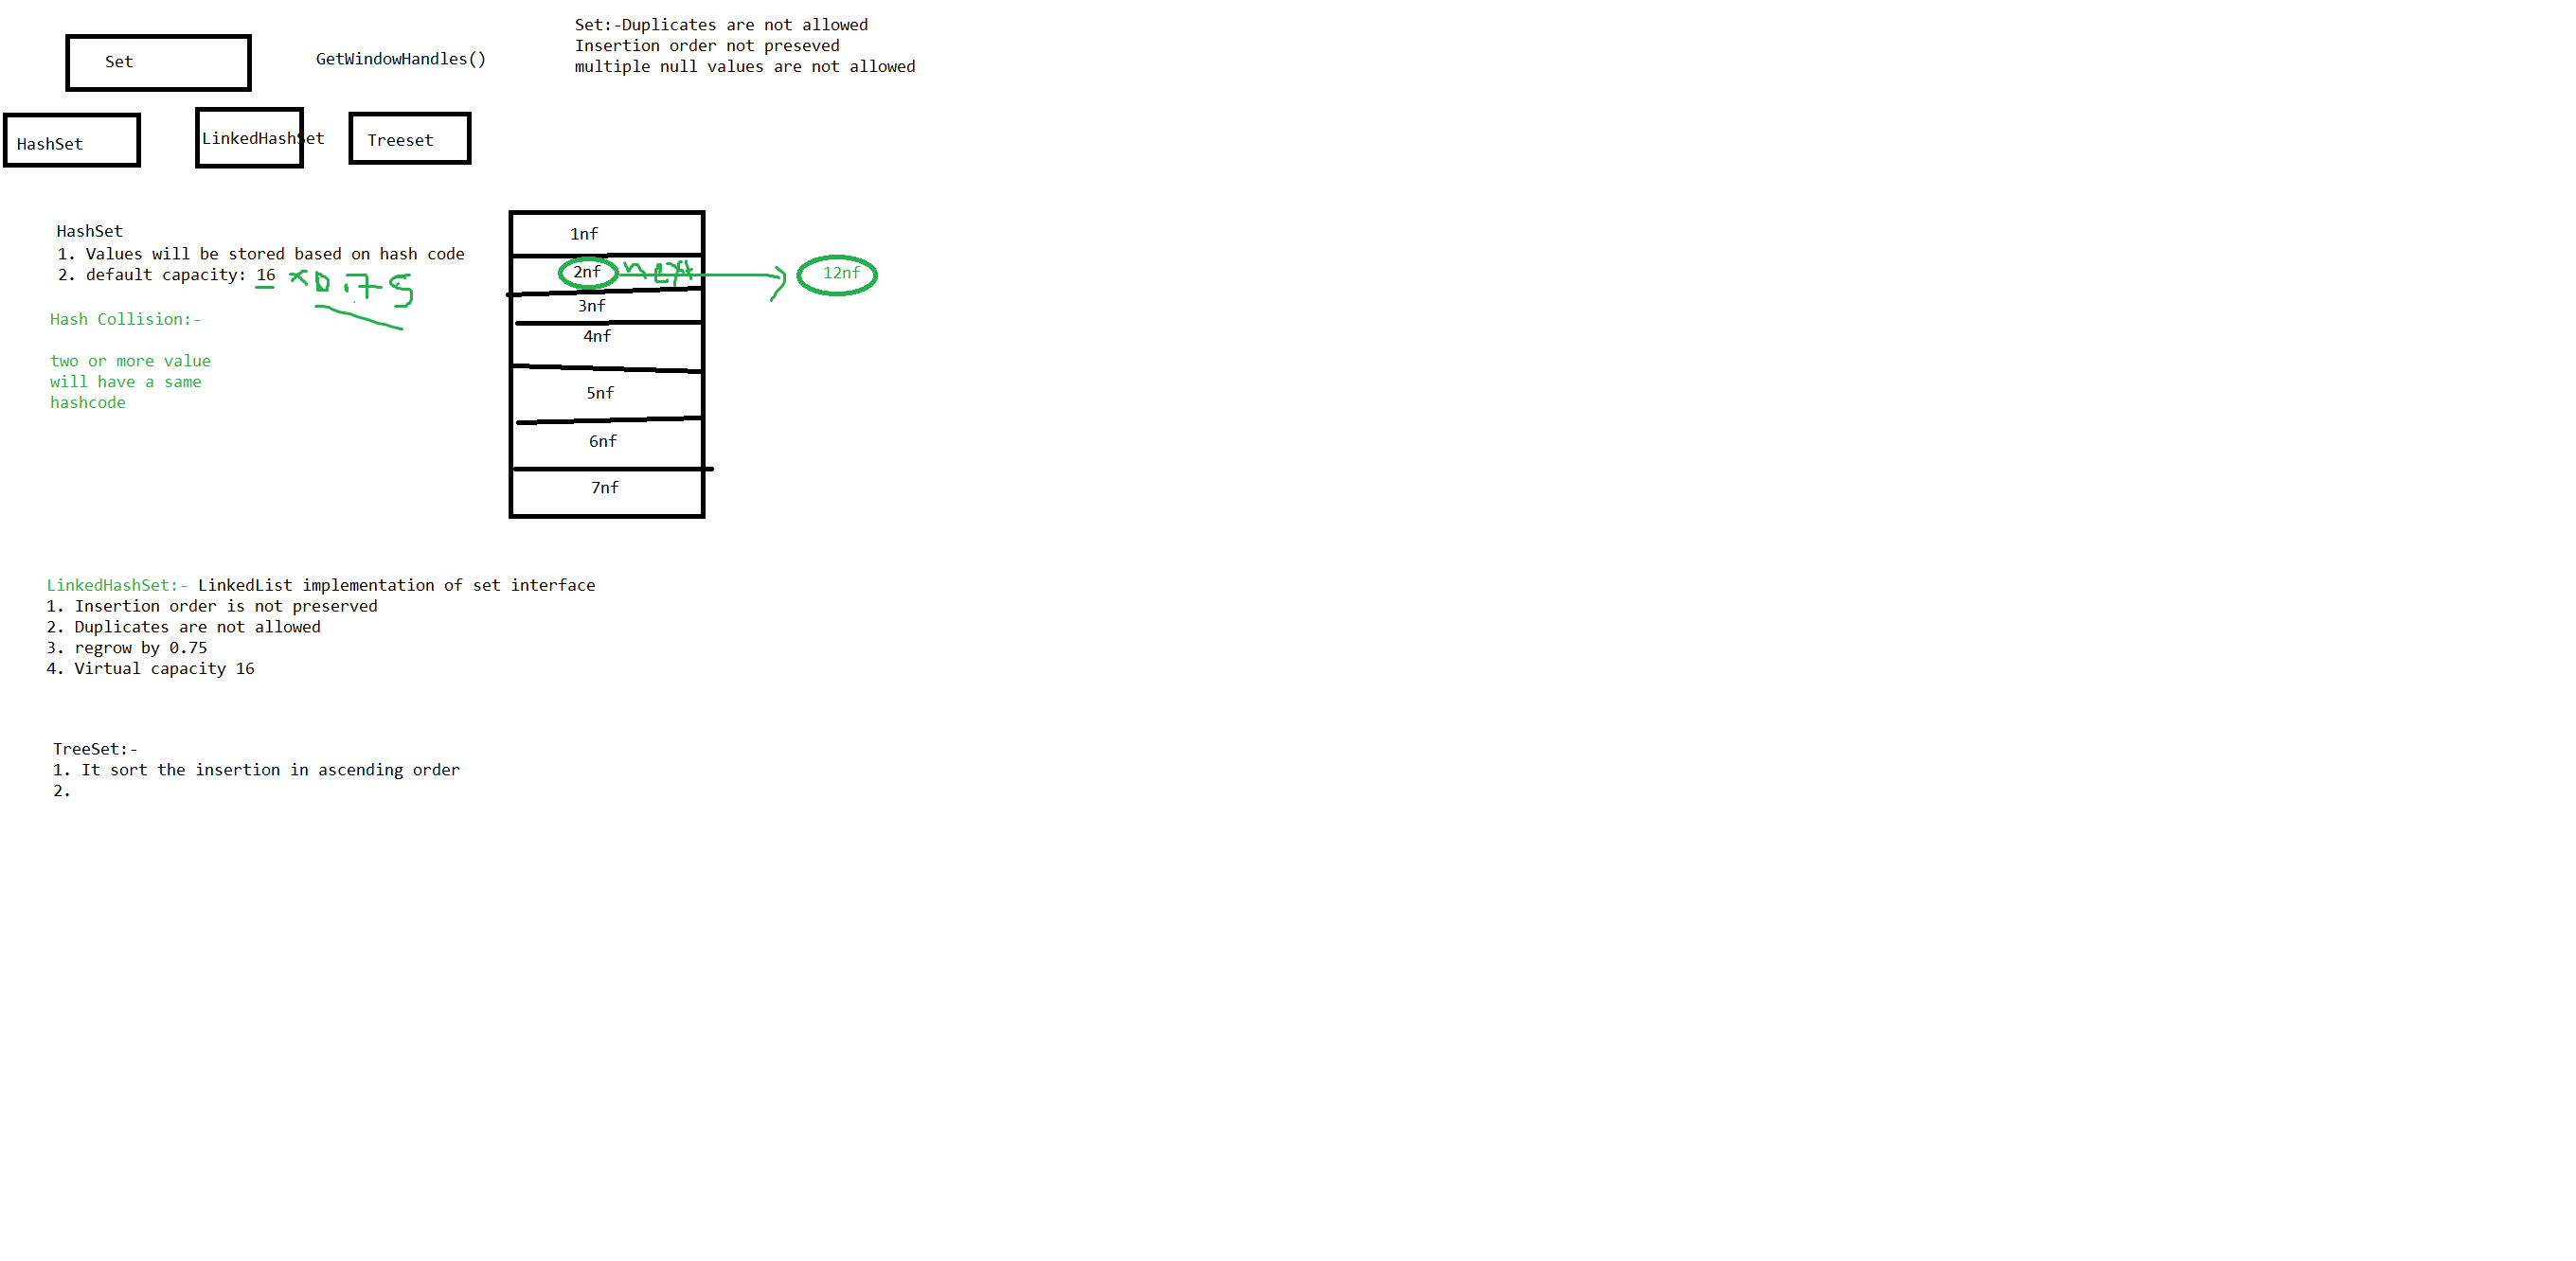 Set
GetWindowHandles()
Set:-Duplicates are not allowed
Insertion order not preseved
multiple null values are not allowed
HashSet
LinkedHashSet
Treeset
HashSet
1. Values will be stored based on hash code
2. default capacity: 16 x0.75
Hash Collision:-
two or more value
will have a same
hashcode
1nf
2nf next 12nf
3nf
4nf
5nf
6nf
7nf
LinkedHashSet:- LinkedList implementation of set interface
1. Insertion order is not preserved
2. Duplicates are not allowed
3. regrow by 0.75
4. Virtual capacity 16
TreeSet:-
1. It sort the insertion in ascending order
2.